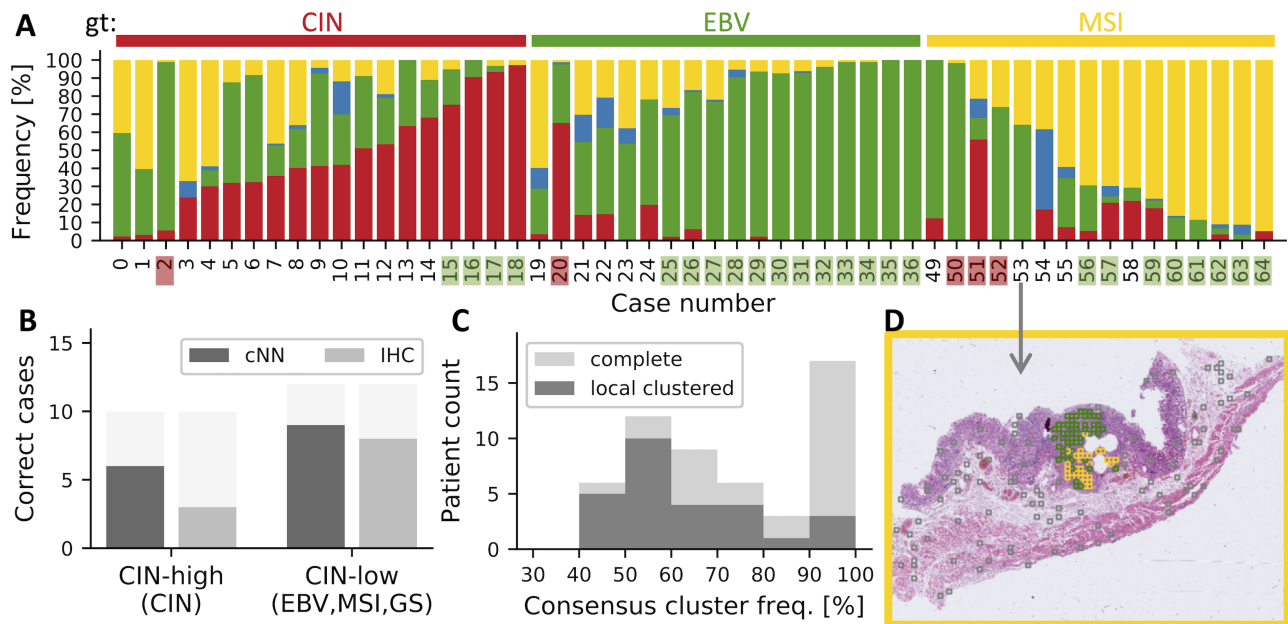 A
gt:
CIN
EBV
MSI
Frequency [%]
100
90
80
70
60
50
40
30
20
10
0
0 1 2 3 4 5 6 7 8 9 10 11 12 13 14 15 16 17 18 19 20 21 22 23 24 25 26 27 28 29 30 31 32 33 34 35 36 49 50 51 52 53 54 55 56 57 58 59 60 61 62 63 64
Case number
B
Correct cases
15
10
5
0
cNN IHC
CIN-high
(CIN)
CIN-low
(EBV,MSI,GS)
C
Patient count
15
10
5
0
complete
local clustered
30 40 50 60 70 80 90 100
Consensus cluster freq. [%]
D